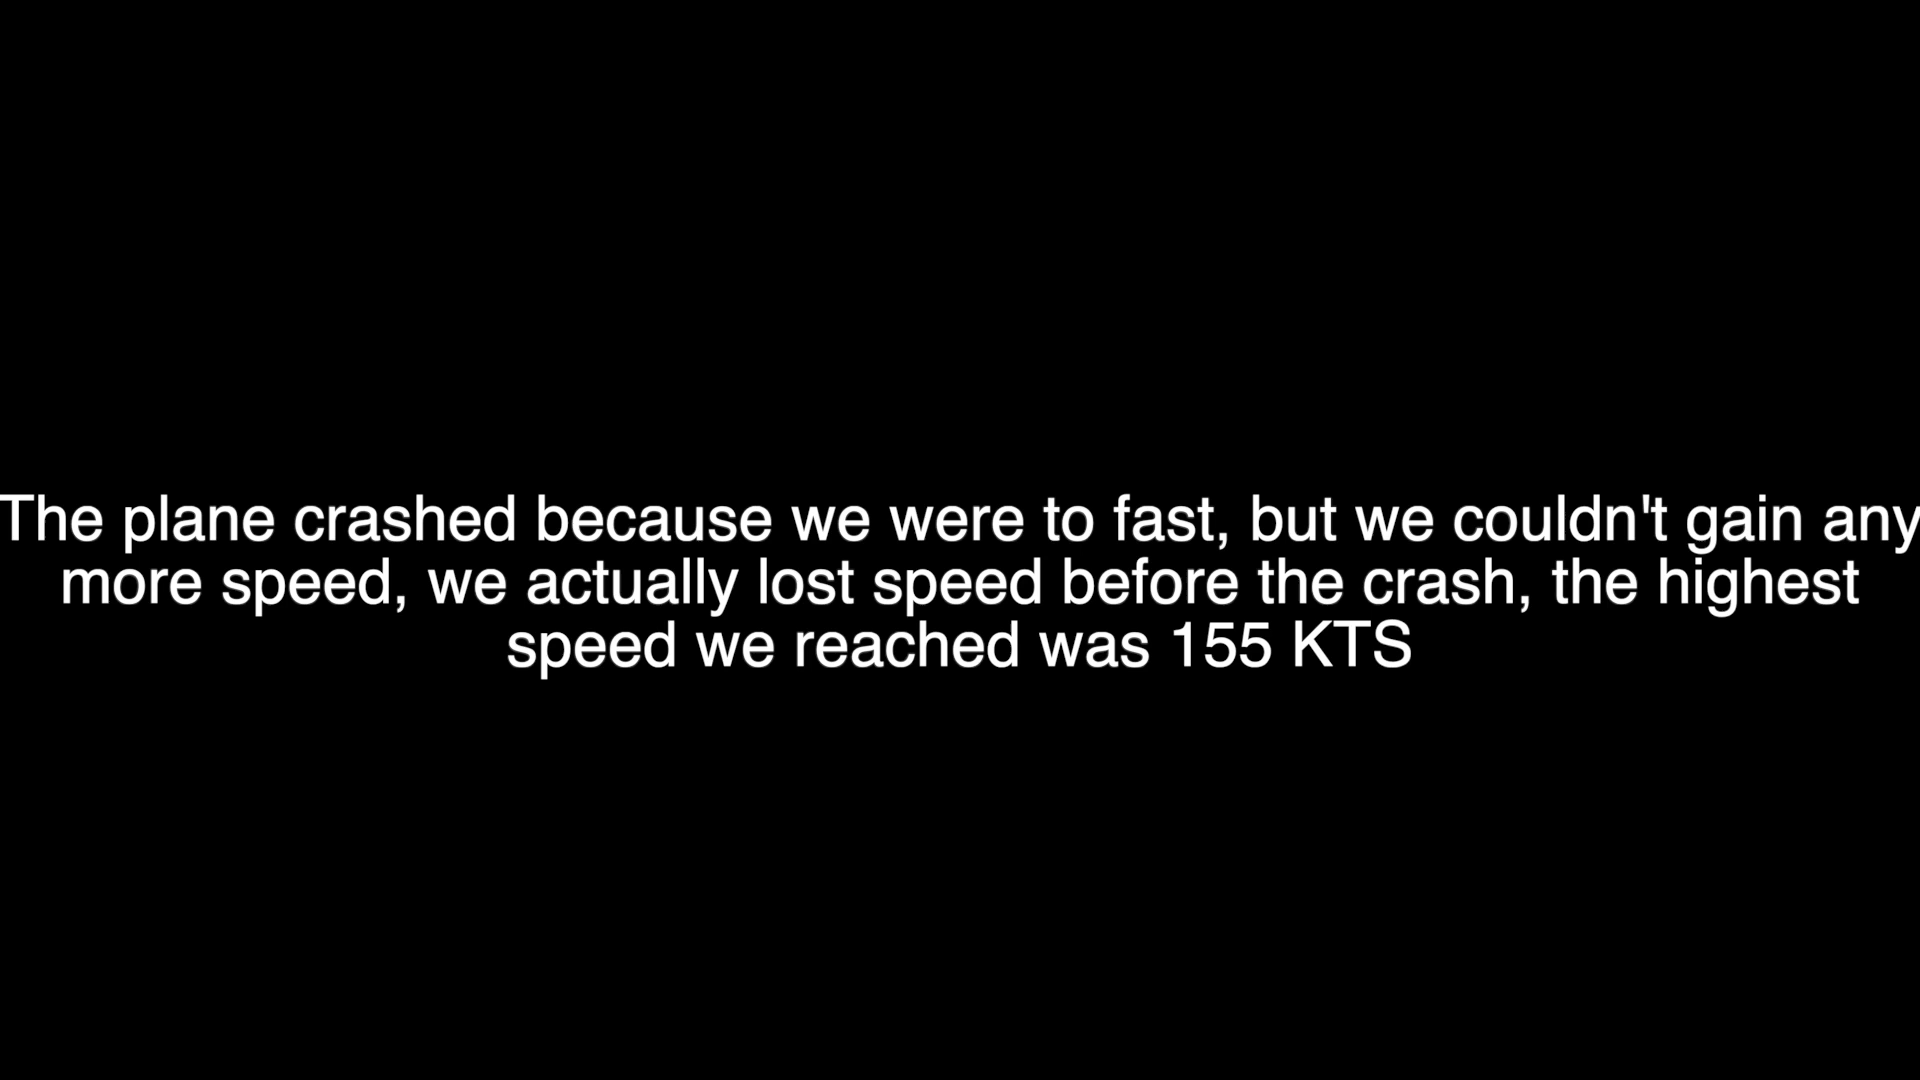 The plane crashed because we were to fast, but we couldn't gain any
more speed, we actually lost speed before the crash, the highest
speed we reached was 155 KTS